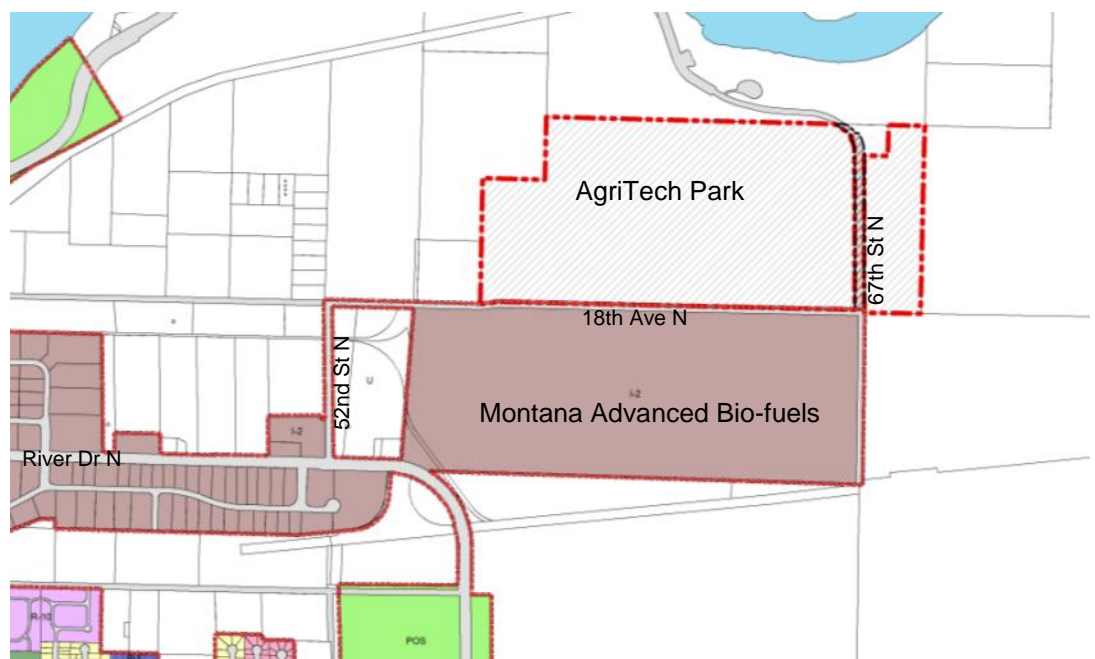 AgriTech Park
67th St N
18th Ave N
52nd St N
U
I-2
Montana Advanced Bio-fuels
I-2
River Dr N
R-10
POS